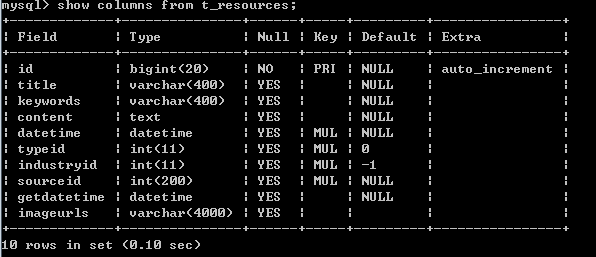 mysql> show columns from t_resources;
+-------------+---------------+------+-----+---------+----------------+
| Field       | Type          | Null | Key | Default | Extra          |
+-------------+---------------+------+-----+---------+----------------+
| id          | bigint(20)    | NO   | PRI | NULL    | auto_increment |
| title       | varchar(400)  | YES  |     | NULL    |                |
| keywords    | varchar(400)  | YES  |     | NULL    |                |
| content     | text          | YES  |     | NULL    |                |
| datetime    | datetime      | YES  | MUL | NULL    |                |
| typeid      | int(11)       | YES  | MUL | 0       |                |
| industryid  | int(11)       | YES  | MUL | -1      |                |
| sourceid    | int(200)      | YES  | MUL | NULL    |                |
| getdatetime | datetime      | YES  |     | NULL    |                |
| imageurls   | varchar(4000) | YES  |     |         |                |
+-------------+---------------+------+-----+---------+----------------+
10 rows in set (0.10 sec)